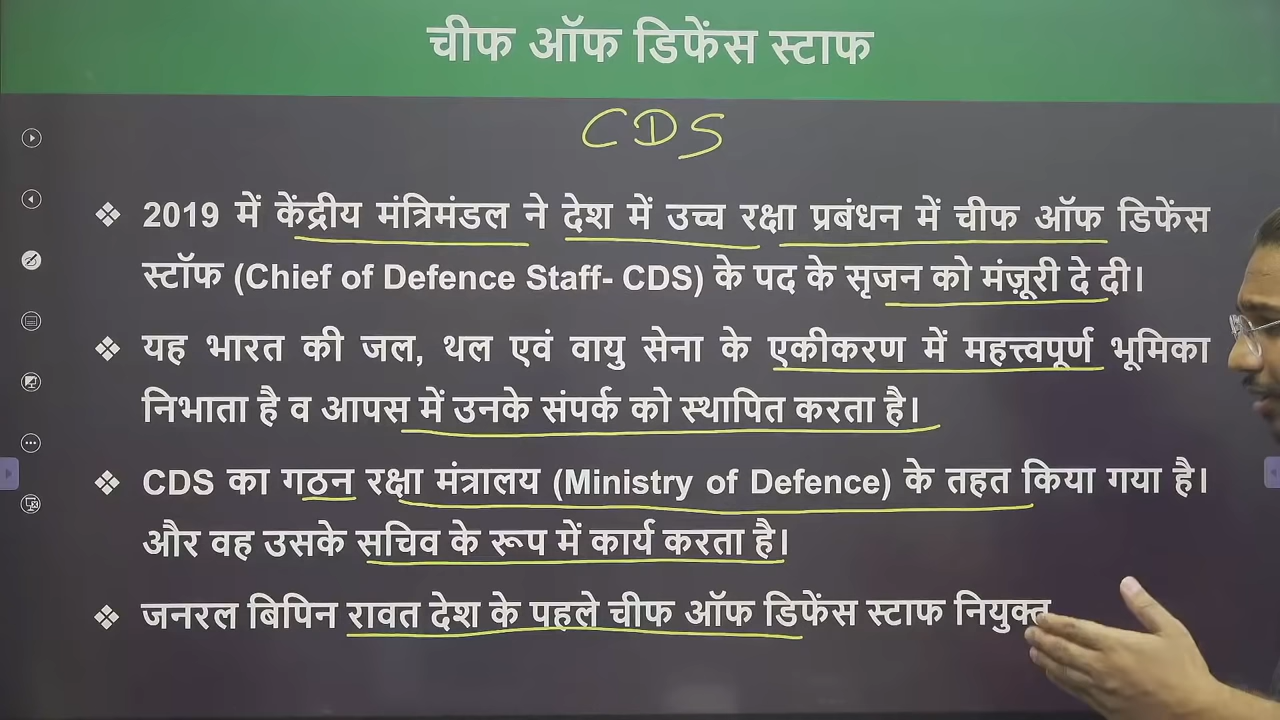 चीफ ऑफ डिफेंस स्टाफ
CDS
❖ 2019 में केंद्रीय मंत्रिमंडल ने देश में उच्च रक्षा प्रबंधन में चीफ ऑफ डिफेंस
स्टॉफ (Chief of Defence Staff- CDS) के पद के सृजन को मंज़ूरी दे दी।
❖ यह भारत की जल, थल एवं वायु सेना के एकीकरण में महत्त्वपूर्ण भूमिका
निभाता है व आपस में उनके संपर्क को स्थापित करता है।
❖ CDS का गठन रक्षा मंत्रालय (Ministry of Defence) के तहत किया गया है।
और वह उसके सचिव के रूप में कार्य करता है।
❖ जनरल बिपिन रावत देश के पहले चीफ ऑफ डिफेंस स्टाफ नियुक्त